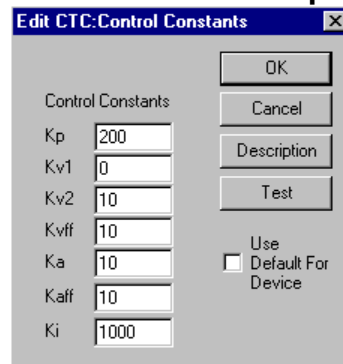 Edit CTC:Control Constants
OK
Control Constants
Cancel
Kp 200
Description
Kv1 0
Kv2 10
Test
Kvff 10
Ka 10
Use
Default For
Device
Kaff 10
Ki 1000